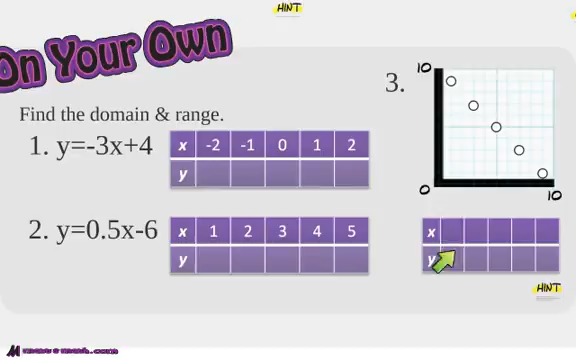 HINT
On Your Own
10
3.
Find the domain & range.
1. y=-3x+4
x -2 -1 0 1 2
y
0
10
2. y=0.5x-6
x 1 2 3 4 5
y
x
y
HINT